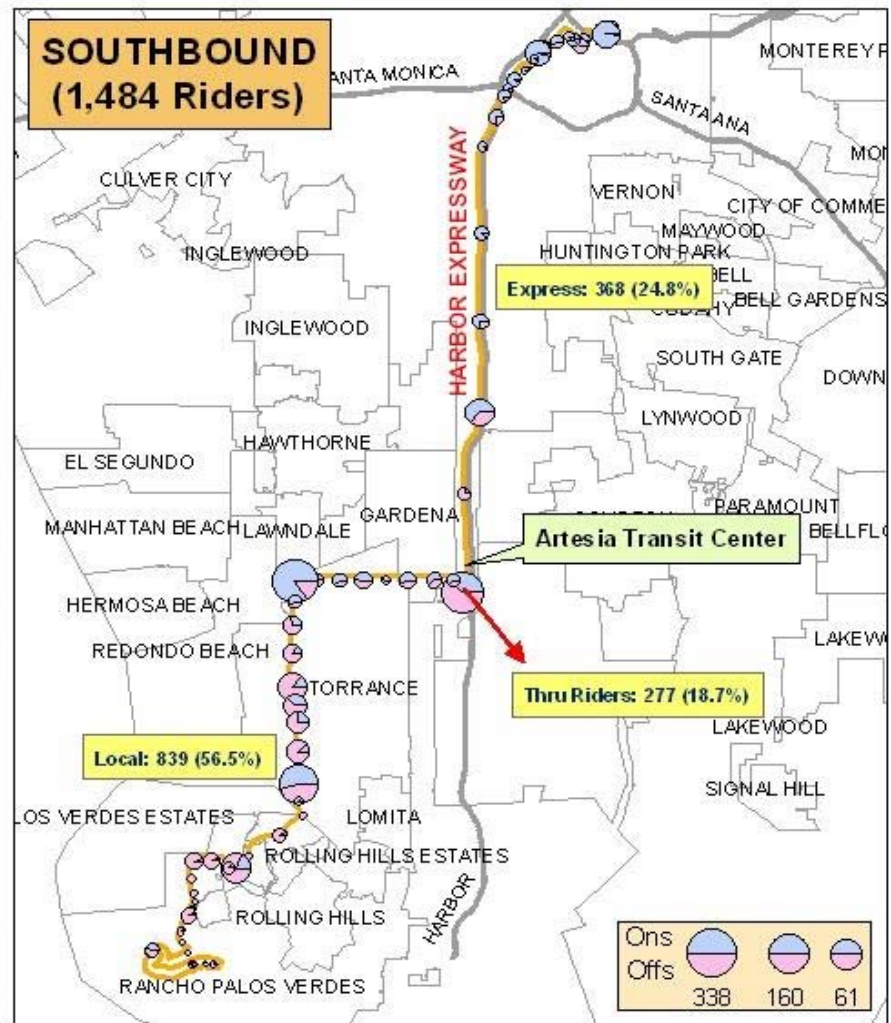 SOUTHBOUND
(1,484 Riders)
MONTEREY P
ANTA MONICA
SANTA ANA
MON
CULVER CITY
HARBOR EXPRESSWAY
VERNON
CITY OF COMME
MAYWOOD
INGLEWOOD
HUNTINGTON PARK
BELL
Express: 368 (24.8%)
BELL GARDENS
CUDAHY
INGLEWOOD
SOUTH GATE
DOWN
LYNWOOD
HAWTHORNE
EL SEGUNDO
PARAMOUNT
GARDENA
MANHATTAN BEACH
LAWNDALE
Artesia Transit Center
BELLFLO
HERMOSA BEACH
LAKEW
REDONDO BEACH
TORRANCE
Thru Riders: 277 (18.7%)
LAKEWOOD
Local: 839 (56.5%)
SIGNAL HILL
LOS VERDES ESTATES
LOMITA
ROLLING HILLS ESTATES
ROLLING HILLS
HARBOR
RANCHO PALOS VERDES
Ons
Offs
338 160 61